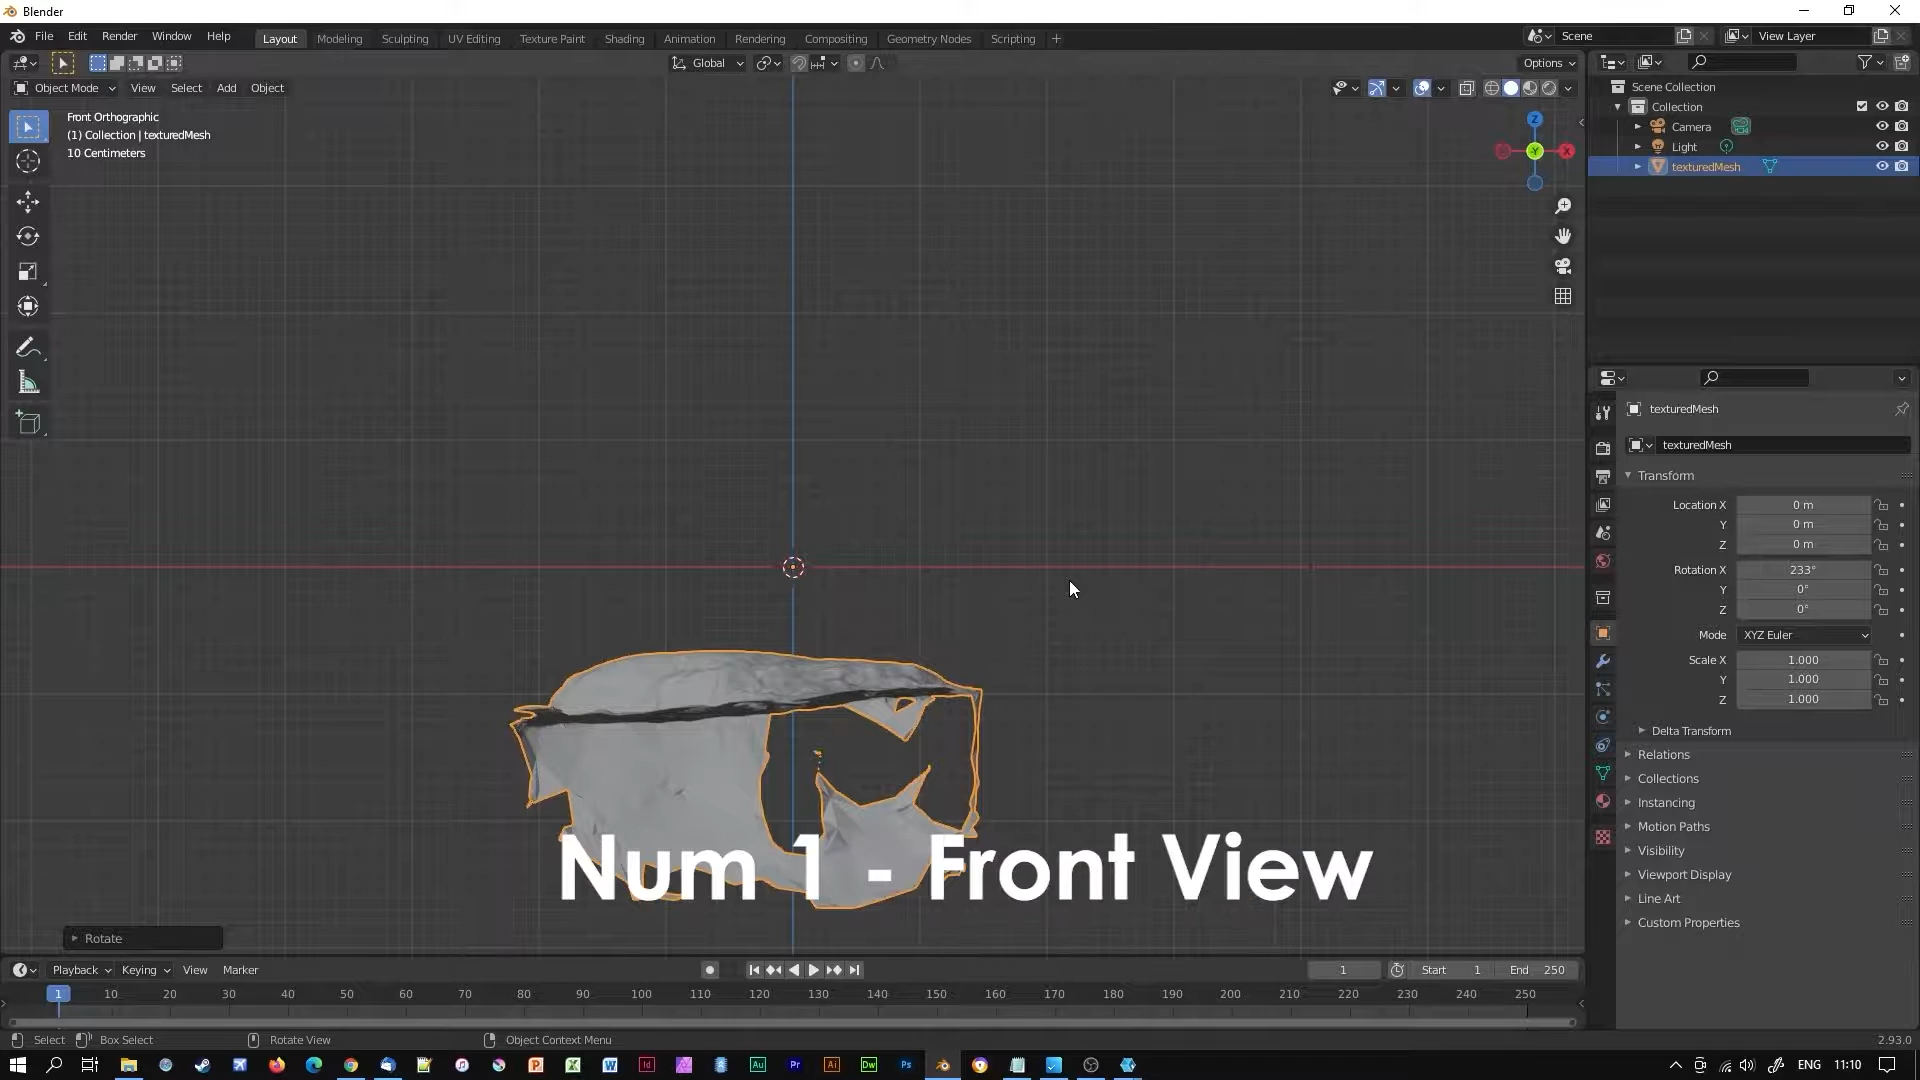 Blender
File Edit Render Window Help Layout Modeling Sculpting UV Editing Texture Paint Shading Animation Rendering Compositing Geometry Nodes Scripting + Scene View Layer
Global Options
Object Mode View Select Add Object
Front Orthographic
(1) Collection | texturedMesh
10 Centimeters
Z
Y
X
Scene Collection
Collection
Camera
Light
texturedMesh
texturedMesh
texturedMesh
Transform
Location X 0 m
Y 0 m
Z 0 m
Rotation X 233°
Y 0°
Z 0°
Mode XYZ Euler
Scale X 1.000
Y 1.000
Z 1.000
Delta Transform
Relations
Collections
Instancing
Motion Paths
Visibility
Viewport Display
Line Art
Custom Properties
Num 1 - Front View
Rotate
Playback Keying View Marker 1 Start 1 End 250
1 10 20 30 40 50 60 70 80 90 100 110 120 130 140 150 160 170 180 190 200 210 220 230 240 250
Select Box Select Rotate View Object Context Menu 2.93.0
P X W Id Au Pr Ai Dw Ps ENG 11:10